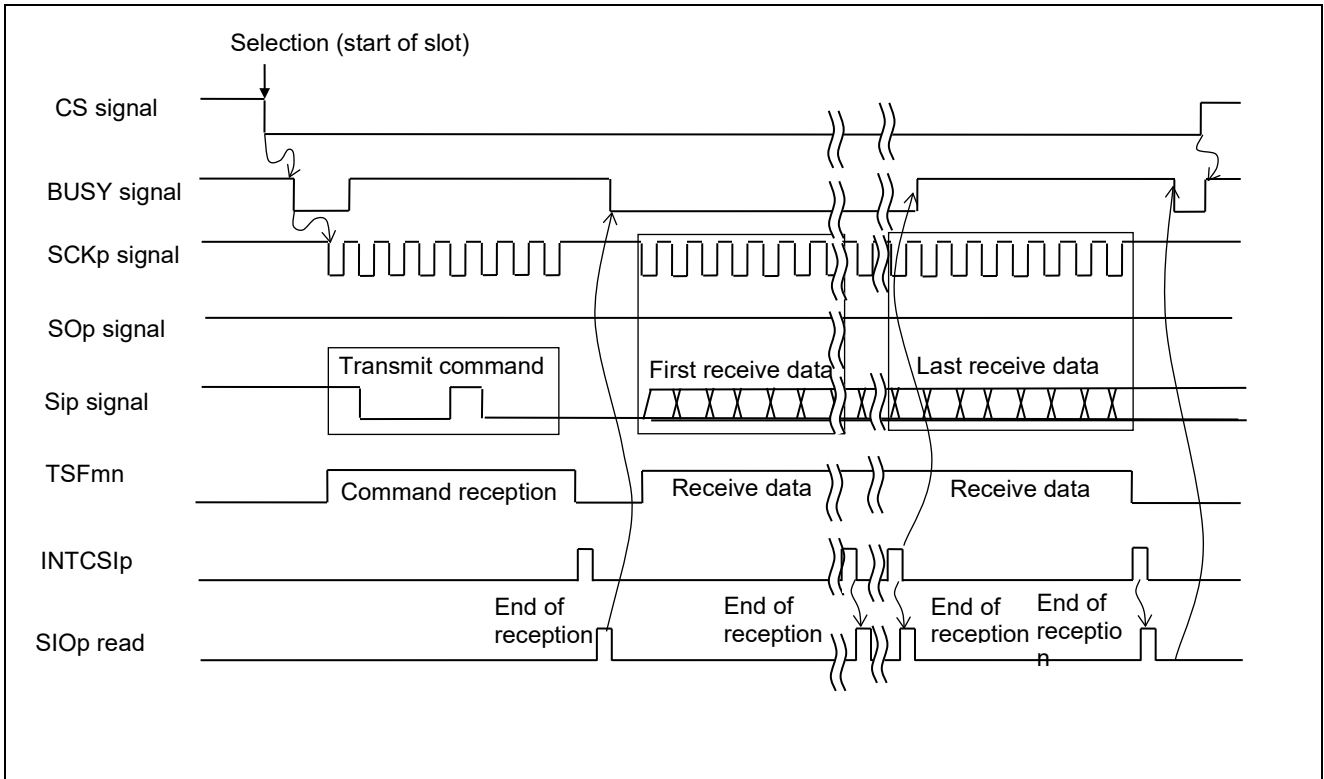 Selection (start of slot)
CS signal
BUSY signal
SCKp signal
SOp signal
Transmit command
First receive data
Last receive data
Sip signal
TSFmn
Command reception
Receive data
Receive data
INTCSIp
End of
reception
End of
reception
End of
reception
End of
receptio
n
SIOp read